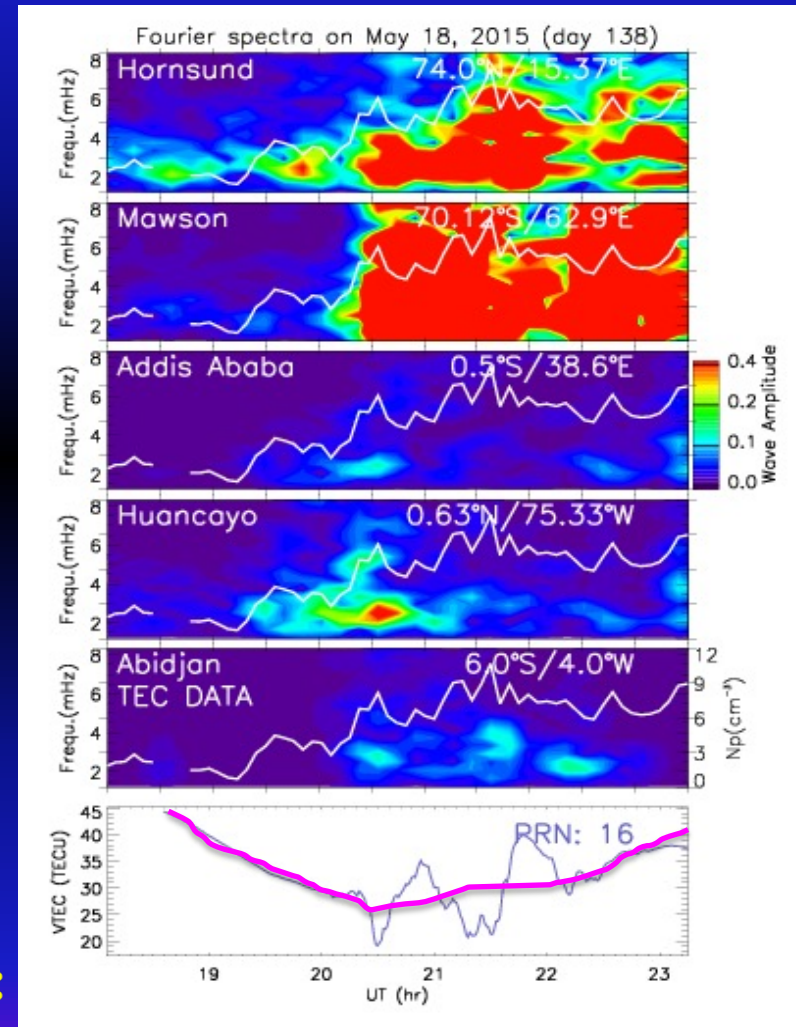 Fourier spectra on May 18, 2015 (day 138)
8
6
4
2
Frequ.(mHz)
Hornsund 74.0°N/15.37°E
8
6
4
2
Frequ.(mHz)
Mawson 70.12°S/62.9°E
8
6
4
2
Frequ.(mHz)
Addis Ababa 0.5°S/38.6°E
0.4
0.2
0.1
0.0
Wave Amplitude
8
6
4
2
Frequ.(mHz)
Huancayo 0.63°N/75.33°W
8
6
4
2
Frequ.(mHz)
Abidjan 6.0°S/4.0°W
TEC DATA
12
9
6
3
0
Np(cm⁻³)
45
40
35
30
25
20
VTEC (TECU)
PRN: 16
19 20 21 22 23
UT (hr)
: